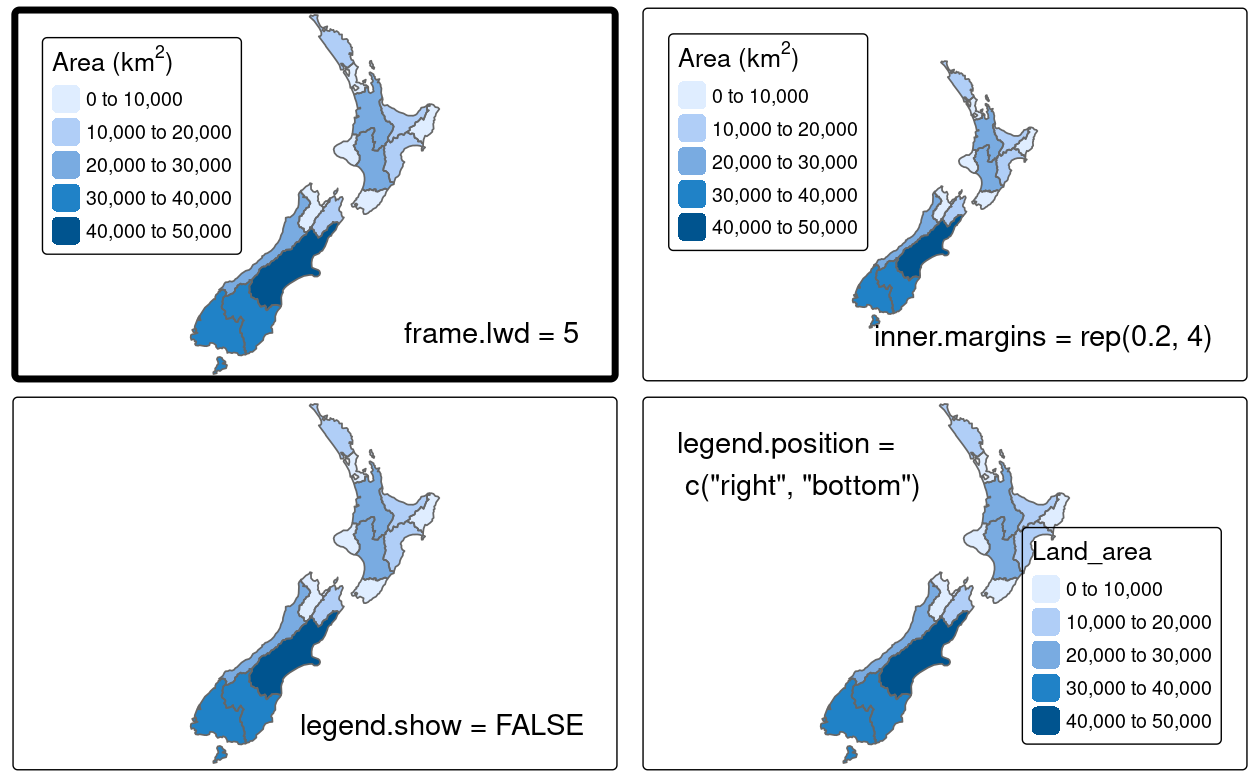 Area (km²)
0 to 10,000
10,000 to 20,000
20,000 to 30,000
30,000 to 40,000
40,000 to 50,000
frame.lwd = 5
Area (km²)
0 to 10,000
10,000 to 20,000
20,000 to 30,000
30,000 to 40,000
40,000 to 50,000
inner.margins = rep(0.2, 4)
legend.show = FALSE
legend.position =
c("right", "bottom")
Land_area
0 to 10,000
10,000 to 20,000
20,000 to 30,000
30,000 to 40,000
40,000 to 50,000